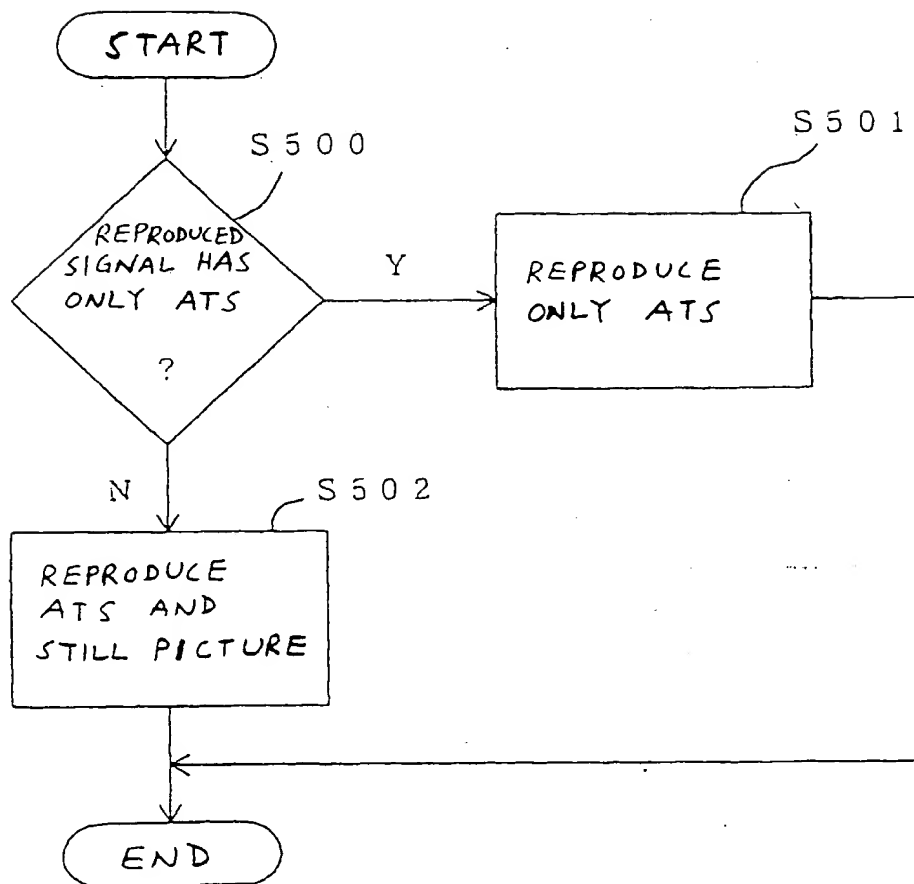 START
S500
REPRODUCED
SIGNAL HAS
ONLY ATS
?
Y
S501
REPRODUCE
ONLY ATS
N
S502
REPRODUCE
ATS AND
STILL PICTURE
END